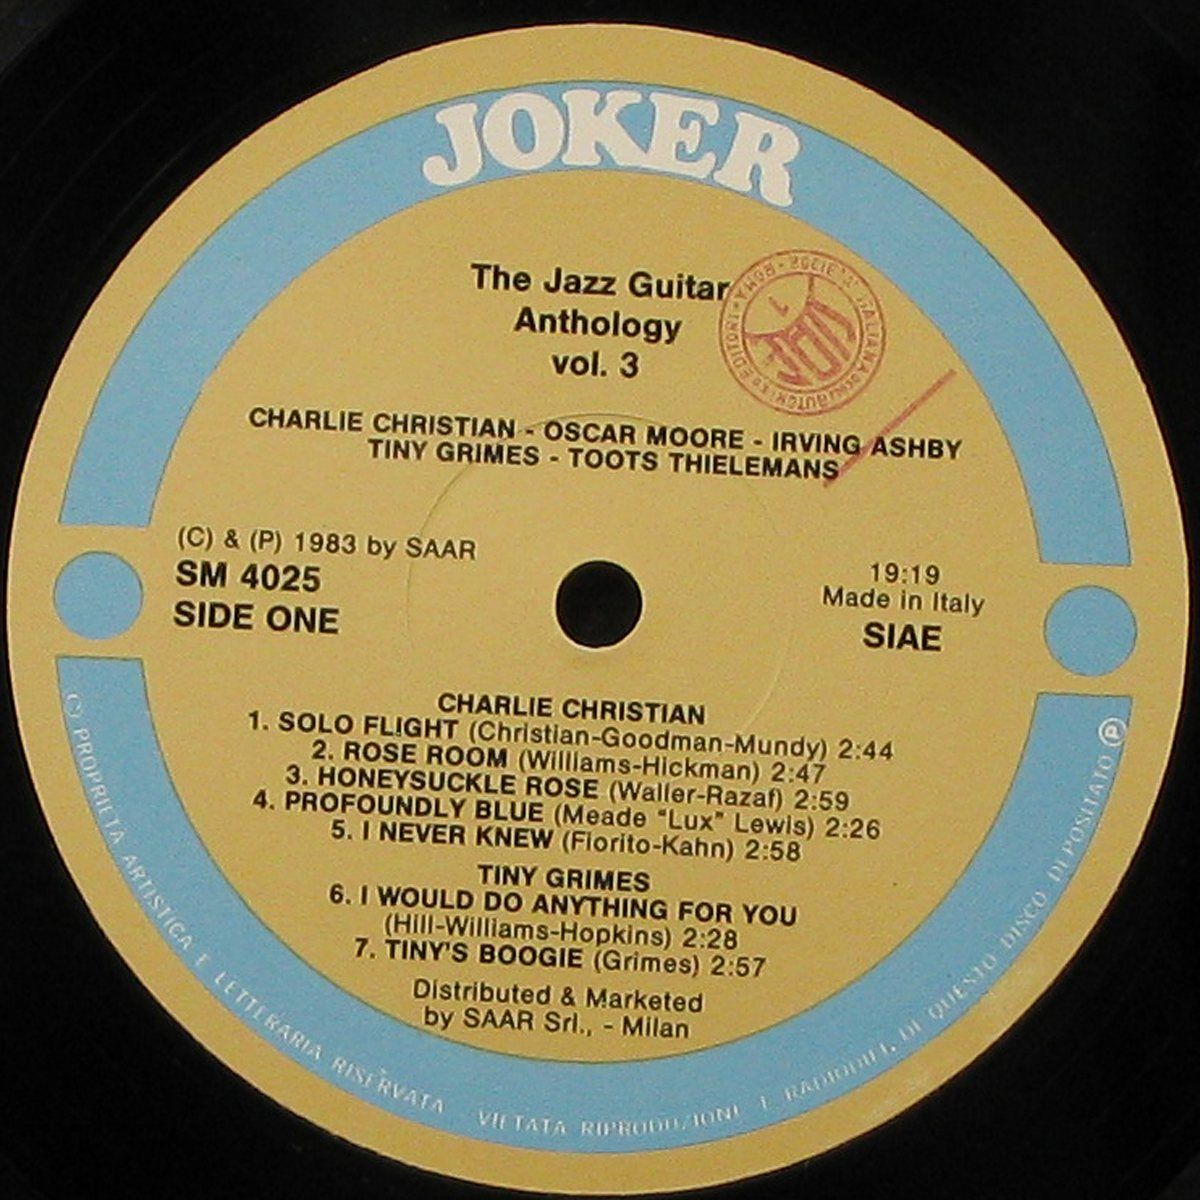 JOKER
The Jazz Guitar
Anthology
vol. 3
CHARLIE CHRISTIAN - OSCAR MOORE - IRVING ASHBY
TINY GRIMES - TOOTS THIELEMANS
(C) & (P) 1983 by SAAR
SM 4025
SIDE ONE
19:19
Made in Italy
SIAE
CHARLIE CHRISTIAN
1. SOLO FLIGHT (Christian-Goodman-Mundy) 2:44
2. ROSE ROOM (Williams-Hickman) 2:47
3. HONEYSUCKLE ROSE (Waller-Razaf) 2:59
4. PROFOUNDLY BLUE (Meade "Lux" Lewis) 2:26
5. I NEVER KNEW (Fiorito-Kahn) 2:58
TINY GRIMES
6. I WOULD DO ANYTHING FOR YOU
(Hill-Williams-Hopkins) 2:28
7. TINY'S BOOGIE (Grimes) 2:57
Distributed & Marketed
by SAAR Srl., - Milan
(C) PROPRIETA ARTISTICA E LETTERARIA RISERVATA - VIETATA RIPRODUZIONE E RADIODIF. DI QUESTO DISCO DEPOSITATO (P)
SIAE
ROMA